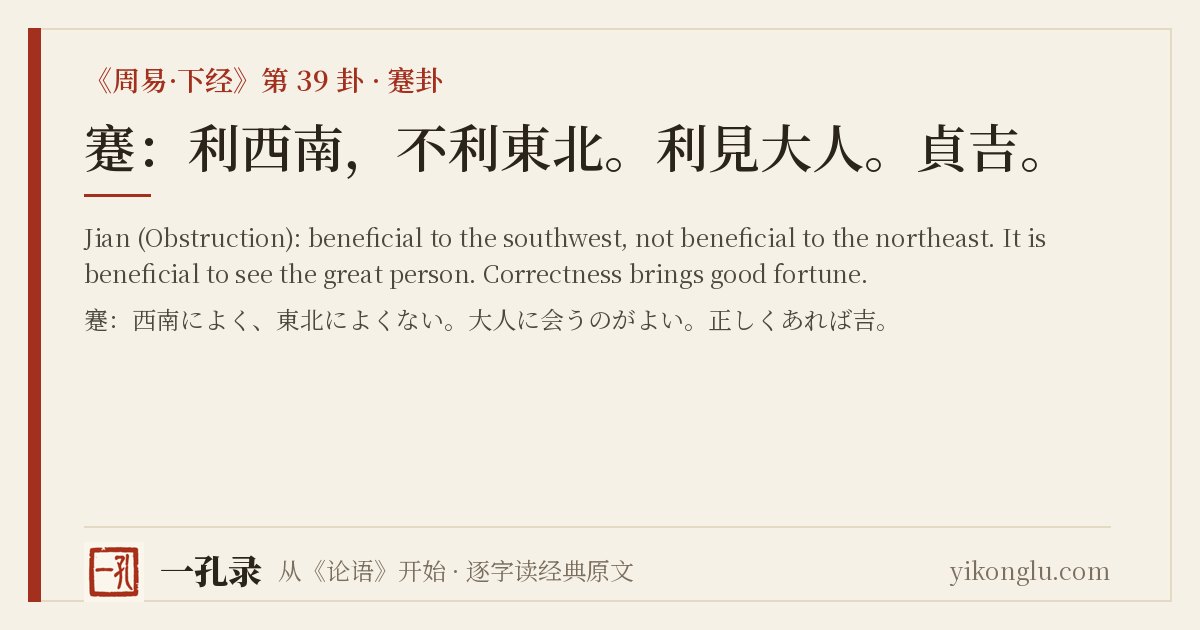 《周易·下经》第 39 卦 · 蹇卦
蹇：利西南，不利東北。利見大人。貞吉。
Jian (Obstruction): beneficial to the southwest, not beneficial to the northeast. It is
beneficial to see the great person. Correctness brings good fortune.
蹇：西南によく、東北によくない。大人に会うのがよい。正しくあれば吉。
一孔
一孔录 从《论语》开始 · 逐字读经典原文 yikonglu.com